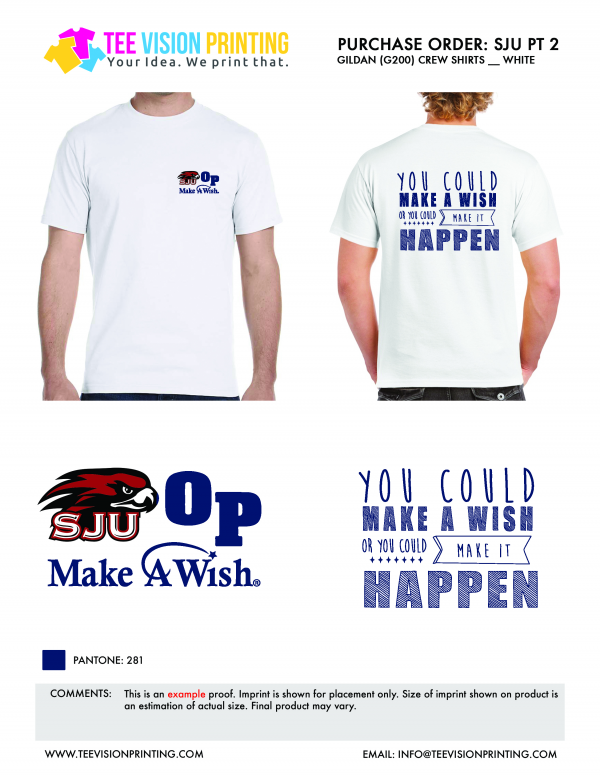 TEE VISION PRINTING
Your Idea. We print that.
PURCHASE ORDER: SJU PT 2
GILDAN (G200) CREW SHIRTS __ WHITE
SJU Op
Make A Wish.
YOU COULD
MAKE A WISH
OR YOU COULD MAKE IT
HAPPEN
SJU Op
Make A Wish®
YOU COULD
MAKE A WISH
OR YOU COULD MAKE IT
HAPPEN
PANTONE: 281
COMMENTS: This is an example proof. Imprint is shown for placement only. Size of imprint shown on product is
an estimation of actual size. Final product may vary.
WWW.TEEVISIONPRINTING.COM
EMAIL: INFO@TEEVISIONPRINTING.COM